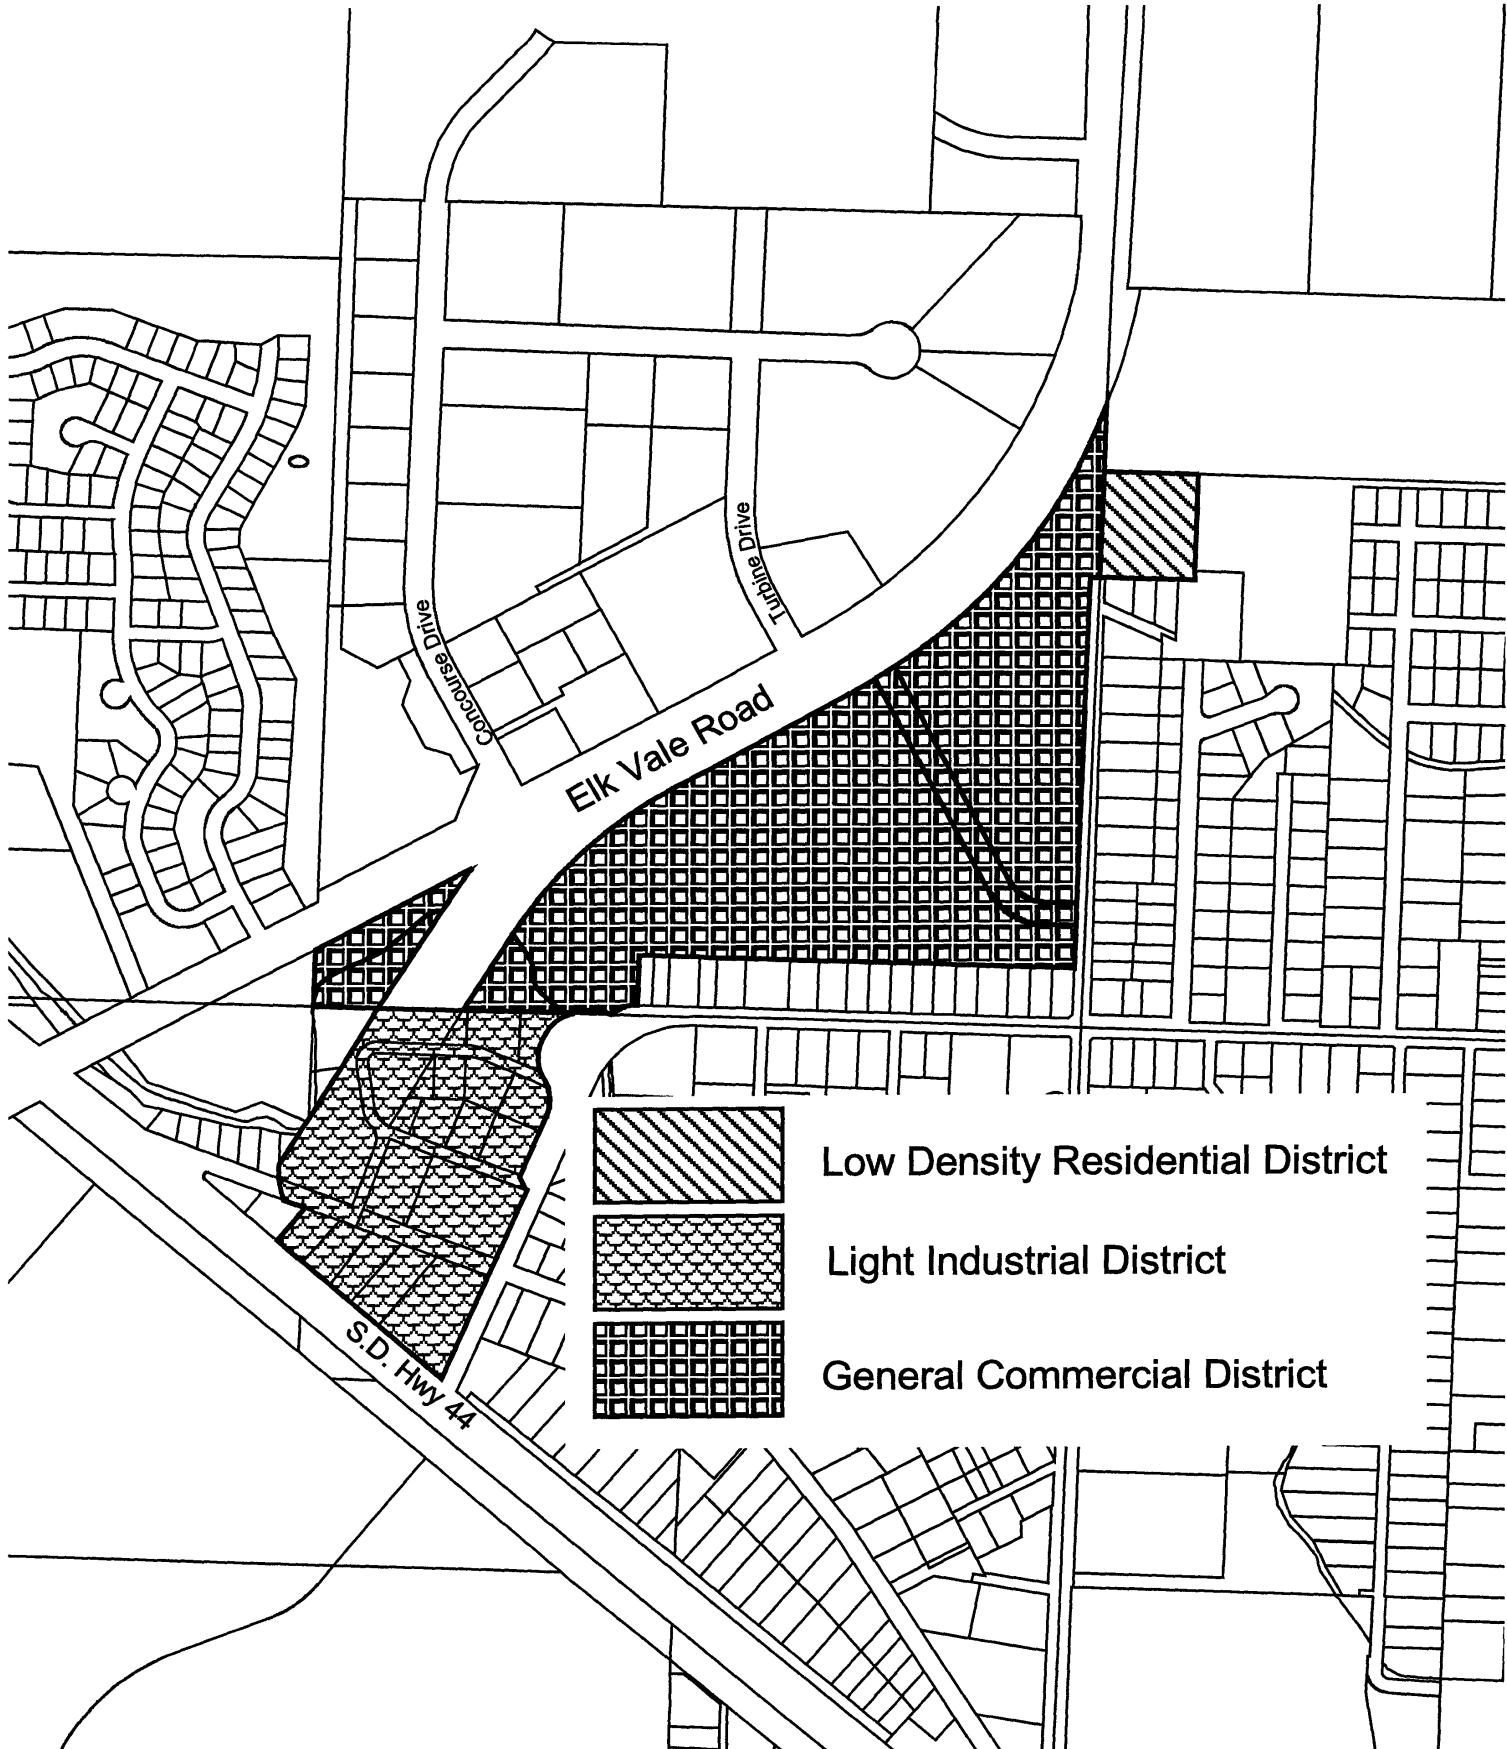 Turbine Drive
Concourse Drive
Elk Vale Road
Low Density Residential District
Light Industrial District
General Commercial District
S.D. Hwy 44